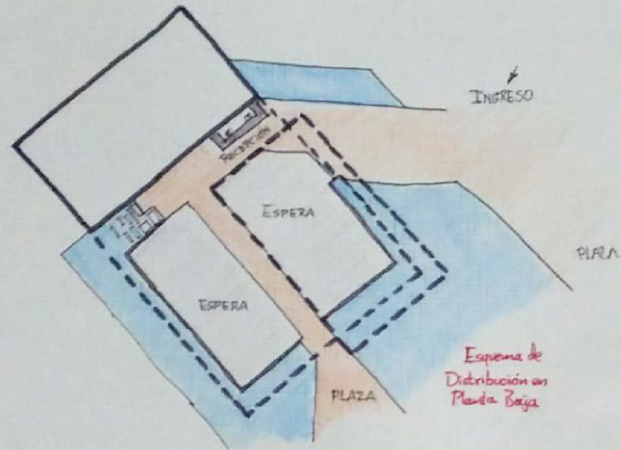 INGRESO
RECEPCIÓN
ESPERA
PLAZA
ESPERA
PLAZA
Esquema de
Distribución en
Planta Baja